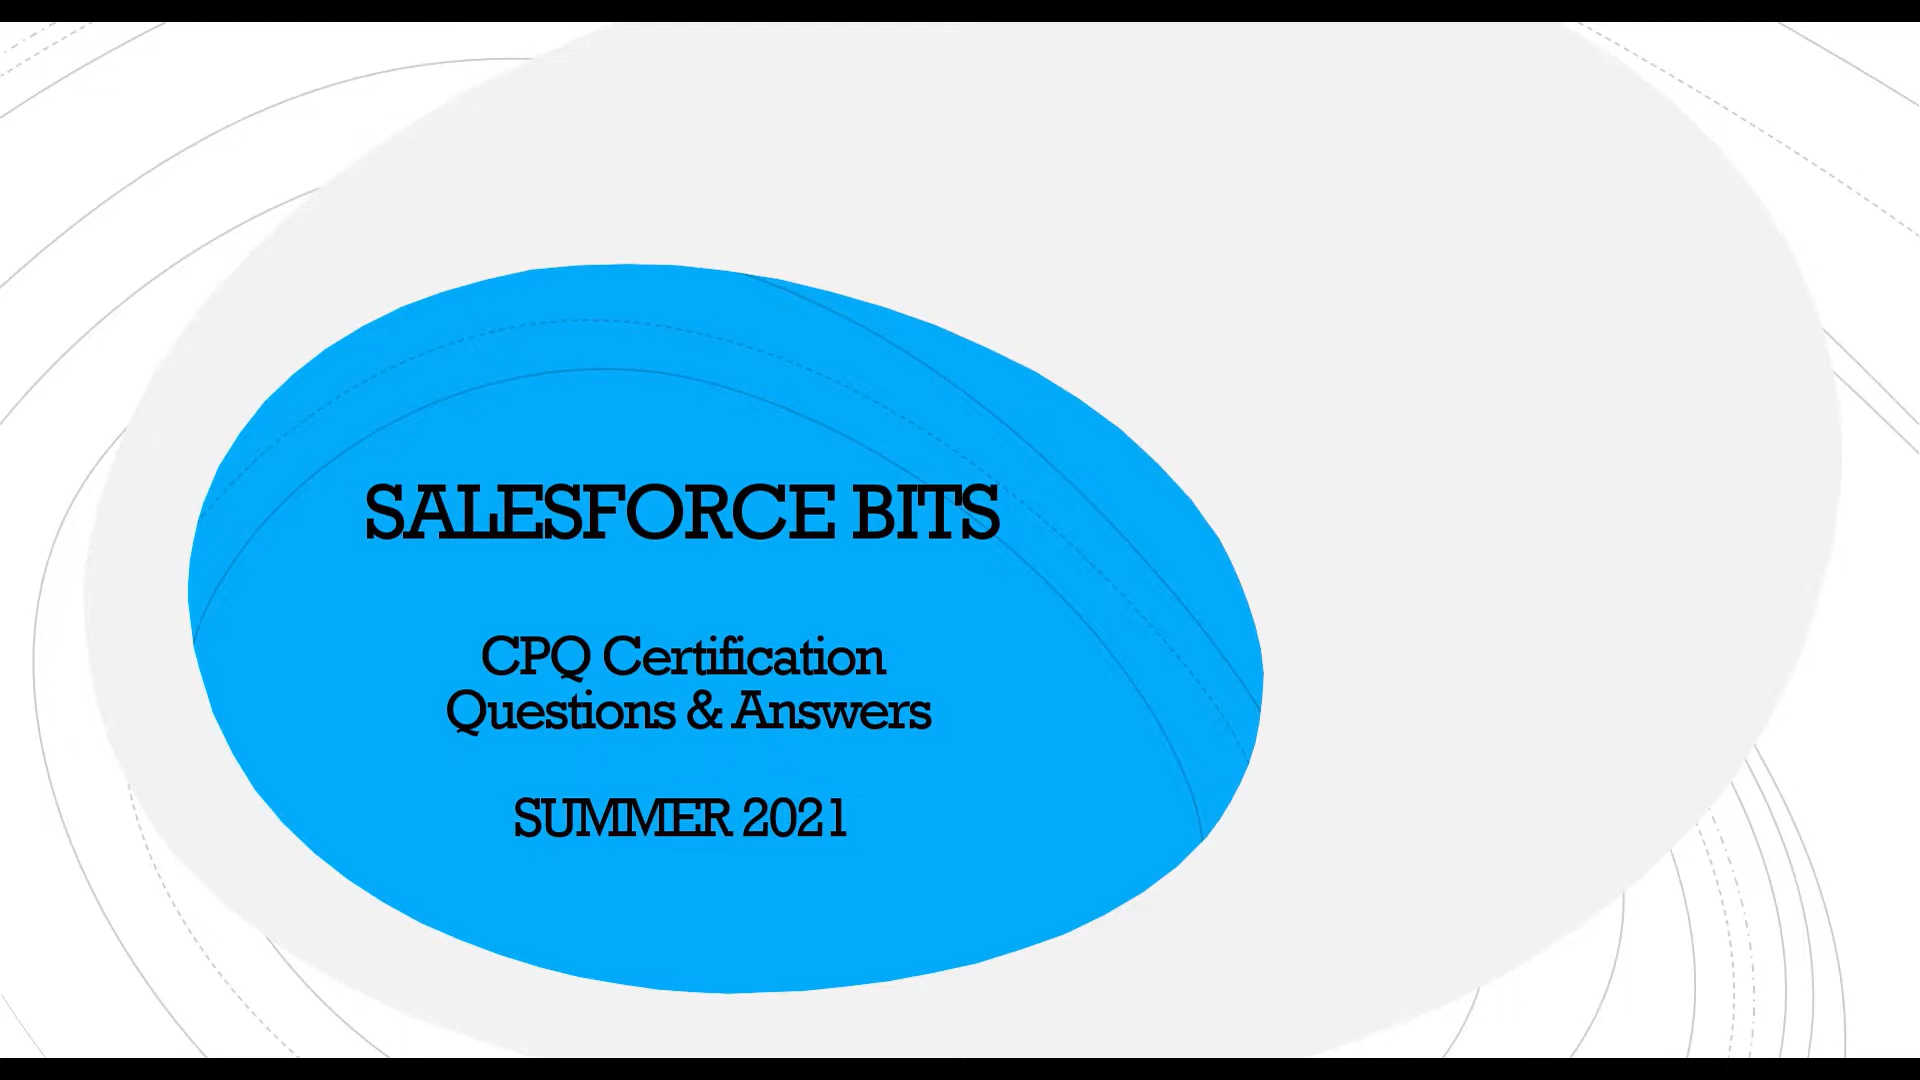 SALESFORCE BITS
CPQ Certification
Questions & Answers
SUMMER 2021